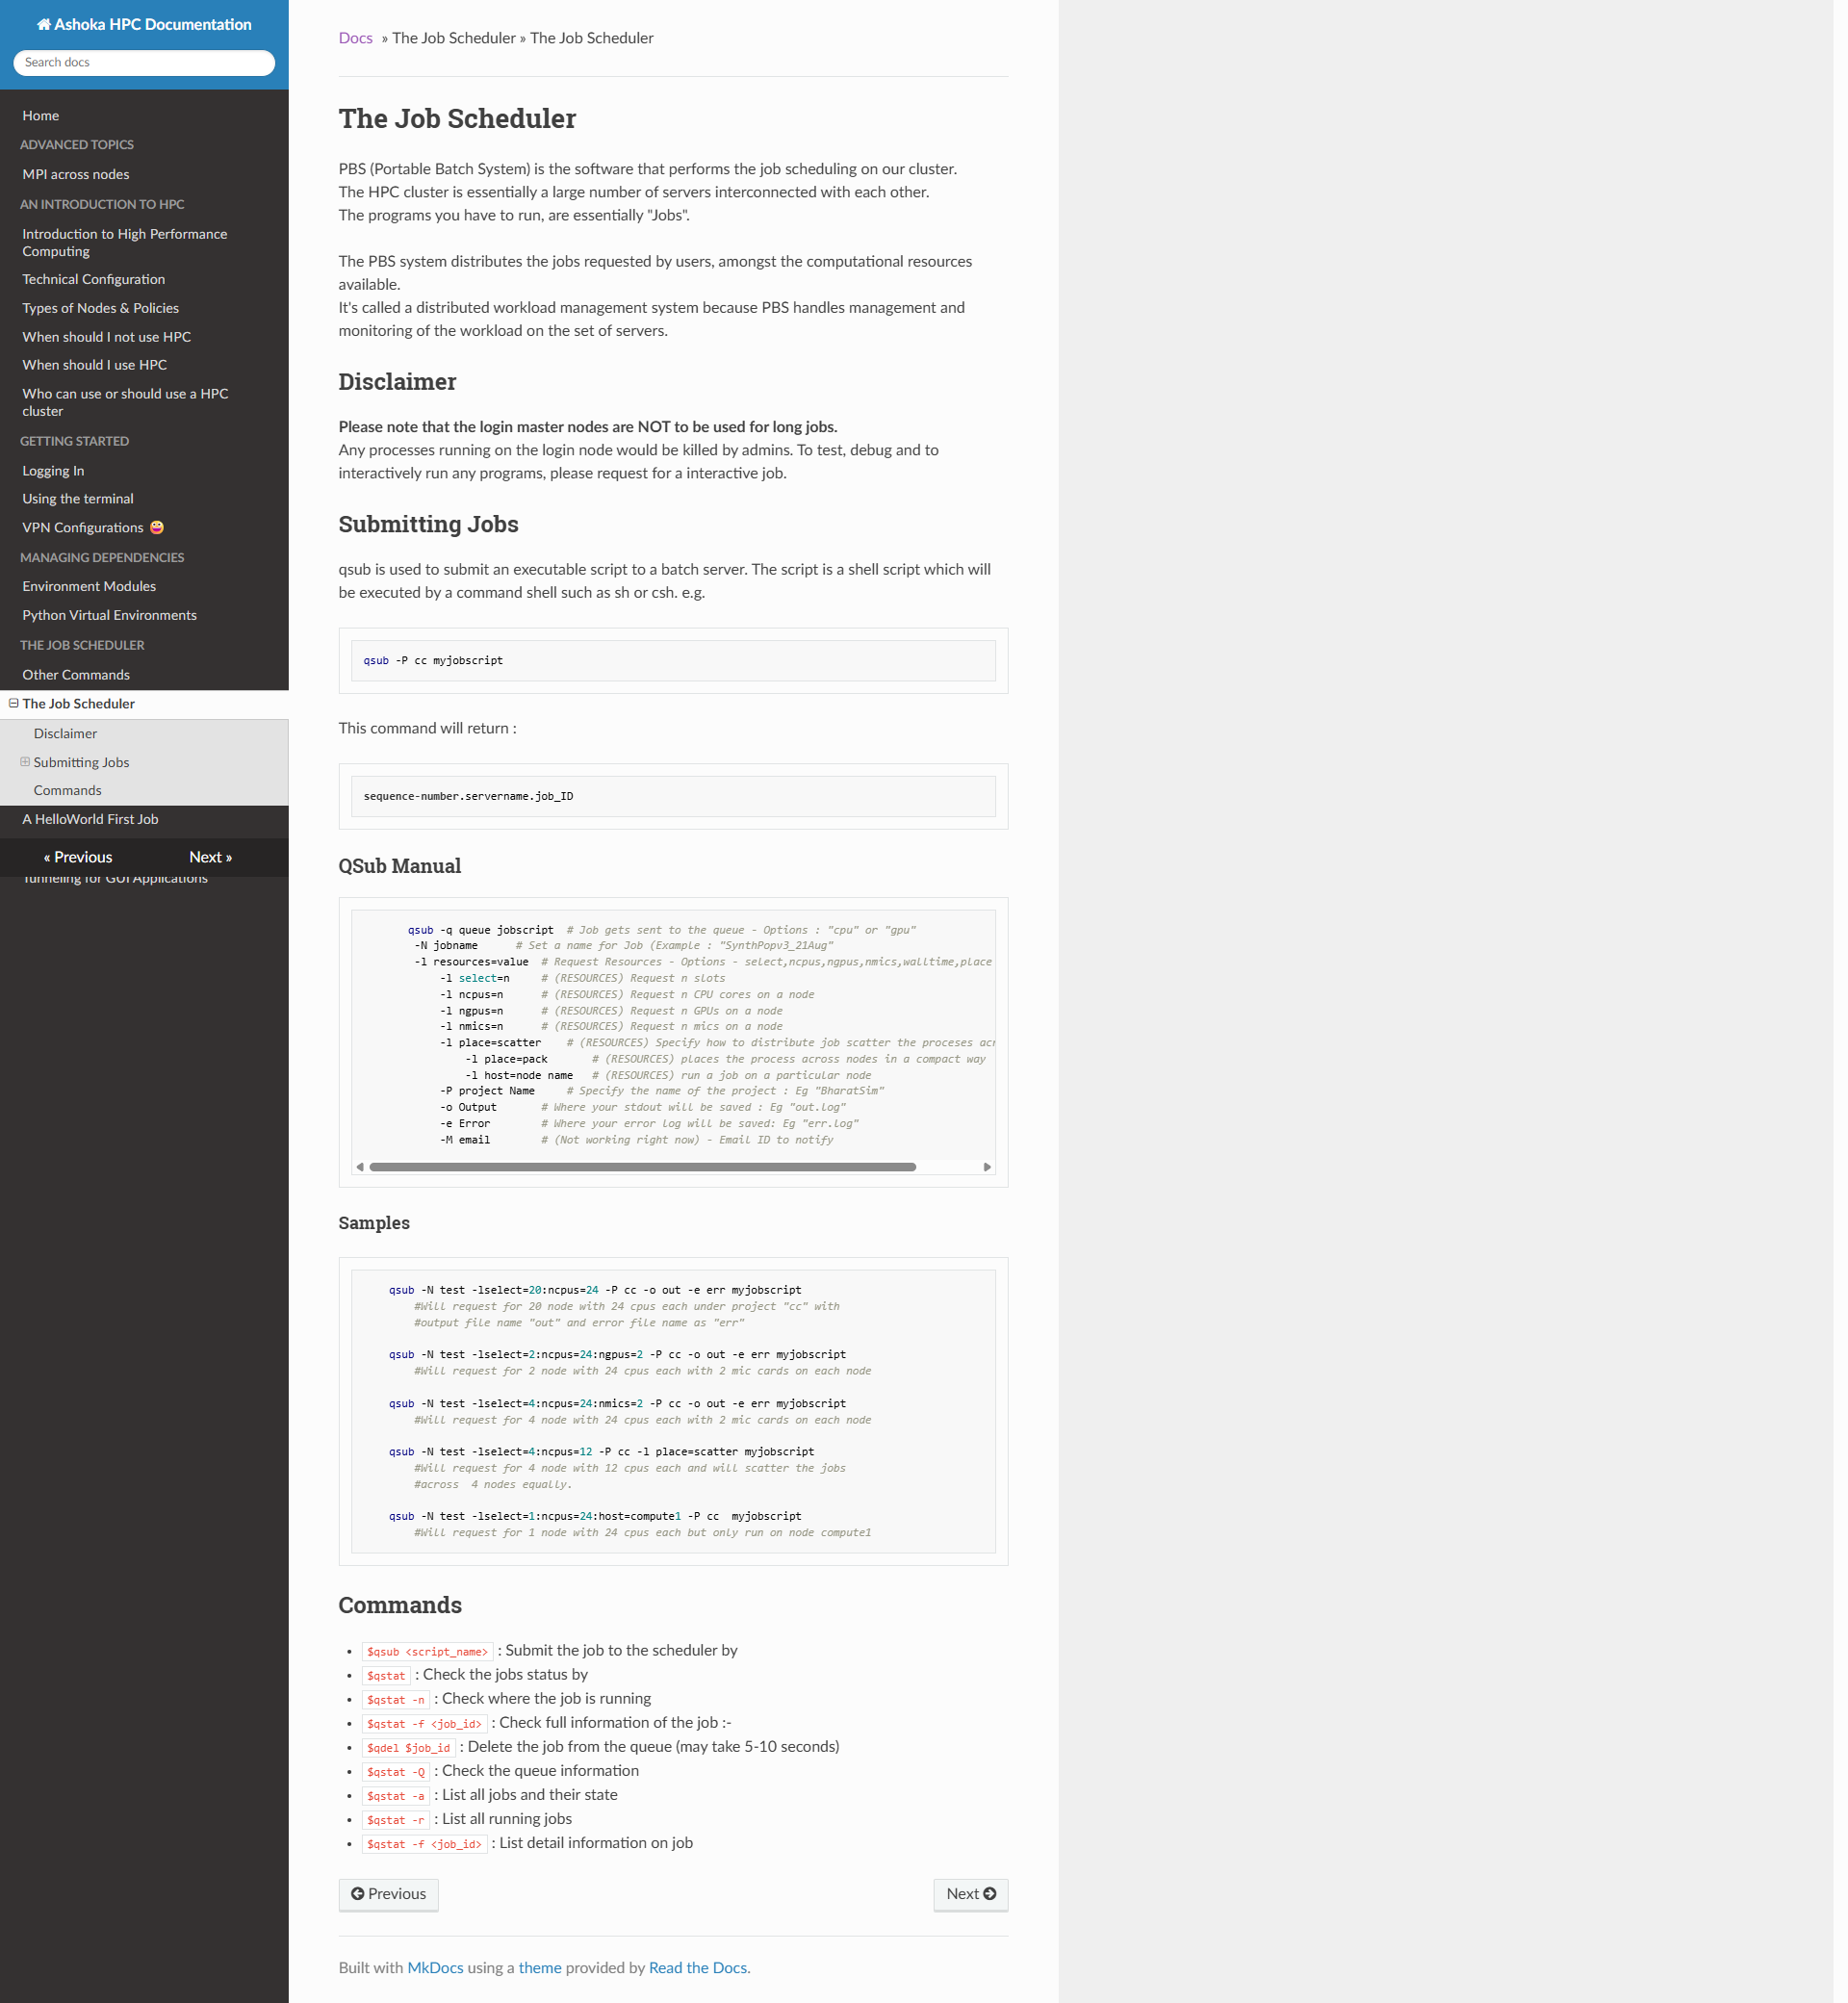 Ashoka HPC Documentation
Search docs
Home
ADVANCED TOPICS
MPI across nodes
AN INTRODUCTION TO HPC
Introduction to High Performance
Computing
Technical Configuration
Types of Nodes & Policies
When should I not use HPC
When should I use HPC
Who can use or should use a HPC
cluster
GETTING STARTED
Logging In
Using the terminal
VPN Configurations 😛
MANAGING DEPENDENCIES
Environment Modules
Python Virtual Environments
THE JOB SCHEDULER
Other Commands
The Job Scheduler
Disclaimer
Submitting Jobs
Commands
A HelloWorld First Job
« Previous Next »
Tunneling for GUI Applications
Docs » The Job Scheduler » The Job Scheduler
The Job Scheduler
PBS (Portable Batch System) is the software that performs the job scheduling on our cluster.
The HPC cluster is essentially a large number of servers interconnected with each other.
The programs you have to run, are essentially "Jobs".
The PBS system distributes the jobs requested by users, amongst the computational resources
available.
It's called a distributed workload management system because PBS handles management and
monitoring of the workload on the set of servers.
Disclaimer
Please note that the login master nodes are NOT to be used for long jobs.
Any processes running on the login node would be killed by admins. To test, debug and to
interactively run any programs, please request for a interactive job.
Submitting Jobs
qsub is used to submit an executable script to a batch server. The script is a shell script which will
be executed by a command shell such as sh or csh. e.g.
qsub -P cc myjobscript
This command will return :
sequence-number.servername.job_ID
QSub Manual
qsub -q queue jobscript # Job gets sent to the queue - Options : "cpu" or "gpu"
-N jobname # Set a name for Job (Example : "SynthPopv3_21Aug"
-l resources=value # Request Resources - Options - select,ncpus,ngpus,nmics,walltime,place
-l select=n # (RESOURCES) Request n slots
-l ncpus=n # (RESOURCES) Request n CPU cores on a node
-l ngpus=n # (RESOURCES) Request n GPUs on a node
-l nmics=n # (RESOURCES) Request n mics on a node
-l place=scatter # (RESOURCES) Specify how to distribute job scatter the proceses
-l place=pack # (RESOURCES) places the process across nodes in a compact way
-l host=node name # (RESOURCES) run a job on a particular node
-P project Name # Specify the name of the project : Eg "BharatSim"
-o Output # Where your stdout will be saved : Eg "out.log"
-e Error # Where your error log will be saved: Eg "err.log"
-M email # (Not working right now) - Email ID to notify
Samples
qsub -N test -lselect=20:ncpus=24 -P cc -o out -e err myjobscript
#Will request for 20 node with 24 cpus each under project "cc" with
#output file name "out" and error file name as "err"
qsub -N test -lselect=2:ncpus=24:ngpus=2 -P cc -o out -e err myjobscript
#Will request for 2 node with 24 cpus each with 2 mic cards on each node
qsub -N test -lselect=4:ncpus=24:nmics=2 -P cc -o out -e err myjobscript
#Will request for 4 node with 24 cpus each with 2 mic cards on each node
qsub -N test -lselect=4:ncpus=12 -P cc -l place=scatter myjobscript
#Will request for 4 node with 12 cpus each and will scatter the jobs
#across 4 nodes equally.
qsub -N test -lselect=1:ncpus=24:host=compute1 -P cc myjobscript
#Will request for 1 node with 24 cpus each but only run on node compute1
Commands
• $qsub <script_name> : Submit the job to the scheduler by
• $qstat : Check the jobs status by
• $qstat -n : Check where the job is running
• $qstat -f <job_id> : Check full information of the job :-
• $qdel $job_id : Delete the job from the queue (may take 5-10 seconds)
• $qstat -Q : Check the queue information
• $qstat -a : List all jobs and their state
• $qstat -r : List all running jobs
• $qstat -f <job_id> : List detail information on job
Previous Next
Built with MkDocs using a theme provided by Read the Docs.